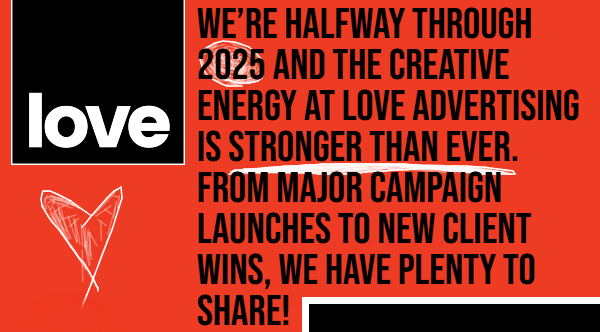 love
WE'RE HALFWAY THROUGH
2025 AND THE CREATIVE
ENERGY AT LOVE ADVERTISING
IS STRONGER THAN EVER.
FROM MAJOR CAMPAIGN
LAUNCHES TO NEW CLIENT
WINS, WE HAVE PLENTY TO
SHARE!